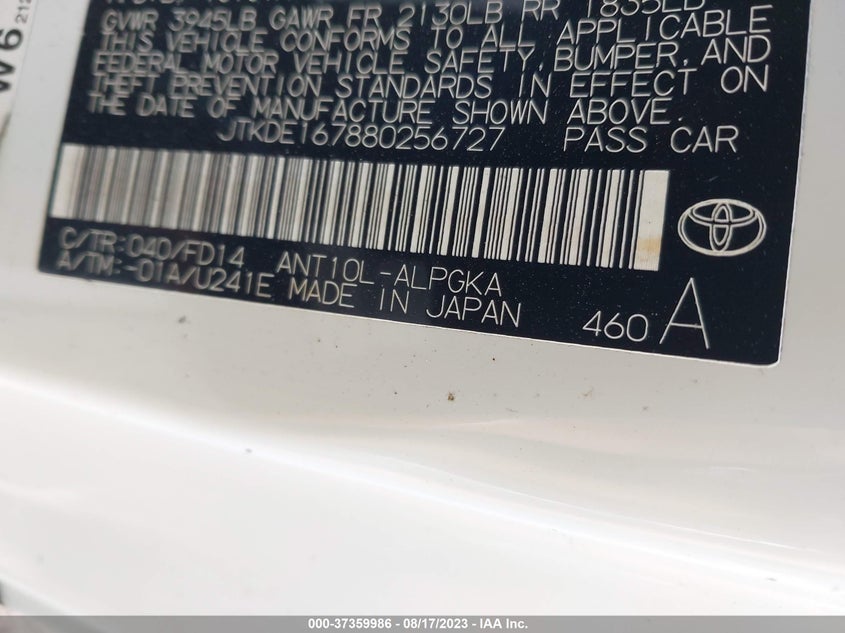 GVWR 3945LB GAWR FR 2130LB RR 1835LB
THIS VEHICLE CONFORMS TO ALL APPLICABLE
FEDERAL MOTOR VEHICLE SAFETY, BUMPER, AND
THEFT PREVENTION STANDARDS IN EFFECT ON
THE DATE OF MANUFACTURE SHOWN ABOVE.
JTKDE167880256727 PASS CAR
C/TR:040/FD14 ANT10L-ALPGKA
A/TM:-01A/U241E MADE IN JAPAN
460 A
W6
212
000-37359986 - 08/17/2023 - IAA Inc.